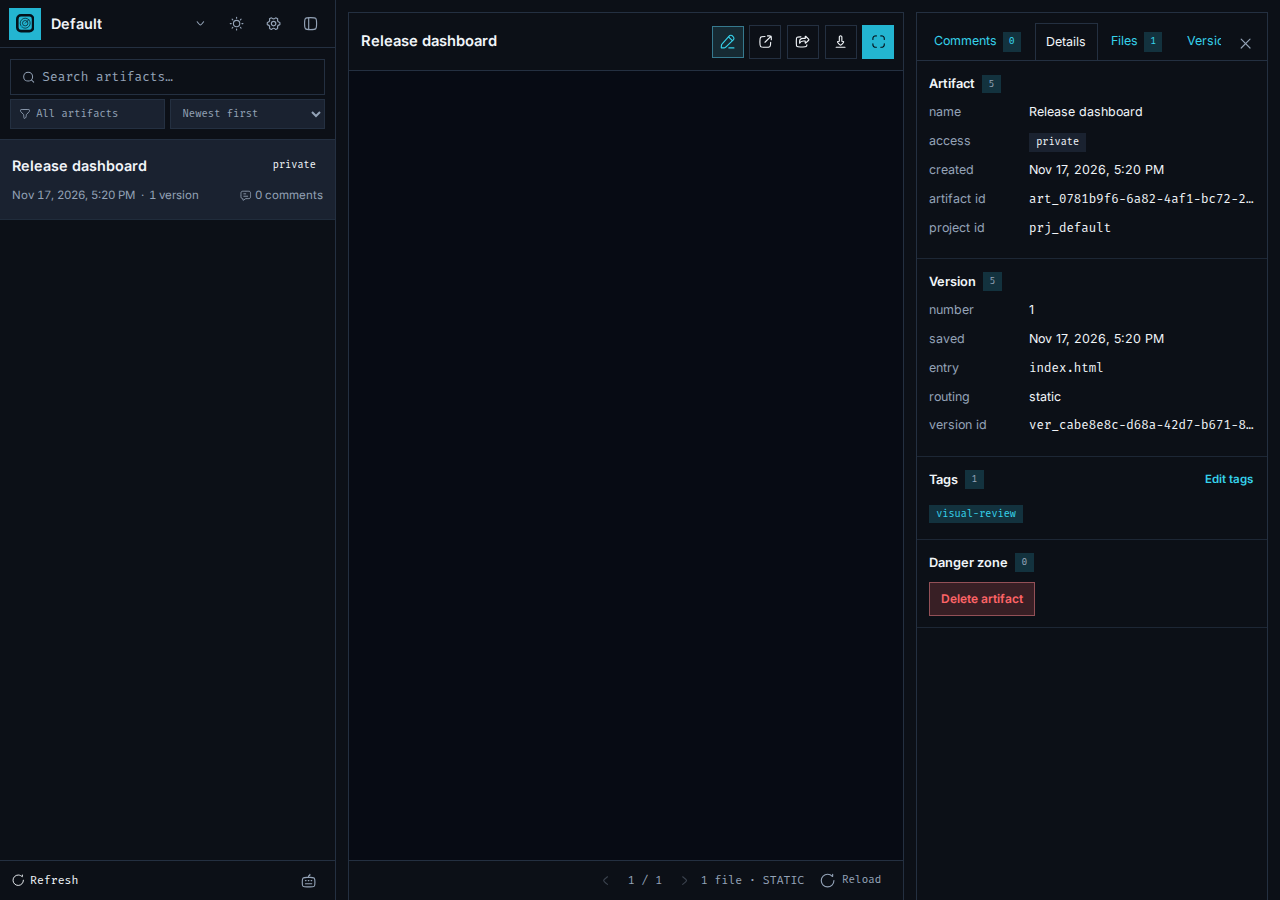 Default
Search artifacts…
All artifacts
Newest first
Release dashboard
private
Nov 17, 2026, 5:20 PM · 1 version
0 comments
Refresh
Release dashboard
1 / 1
1 file · STATIC
Reload
Comments 0
Details
Files 1
Versic
Artifact 5
name Release dashboard
access private
created Nov 17, 2026, 5:20 PM
artifact id art_0781b9f6-6a82-4af1-bc72-2…
project id prj_default
Version 5
number 1
saved Nov 17, 2026, 5:20 PM
entry index.html
routing static
version id ver_cabe8e8c-d68a-42d7-b671-8…
Tags 1
Edit tags
visual-review
Danger zone 0
Delete artifact